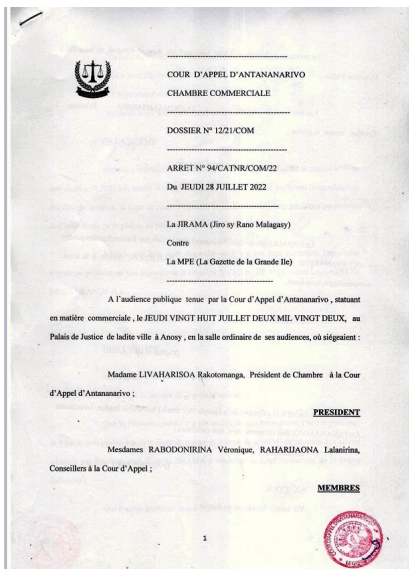 COUR D'APPEL D'ANTANANARIVO
CHAMBRE COMMERCIALE
DOSSIER N° 12/21/COM
ARRET N° 94/CATNR/COM/22
Du JEUDI 28 JUILLET 2022
La JIRAMA (Jiro sy Rano Malagasy)
Contre
La MPE (La Gazette de la Grande Ile)
A l'audience publique tenue par la Cour d'Appel d'Antananarivo , statuant
en matière commerciale , le JEUDI VINGT HUIT JUILLET DEUX MIL VINGT DEUX, au
Palais de Justice de ladite ville à Anosy , en la salle ordinaire de ses audiences, où siégeaient :
Madame LIVAHARISOA Rakotomanga, Président de Chambre à la Cour
d'Appel d'Antananarivo ;
PRESIDENT
Mesdames RABODONIRINA Véronique, RAHARIJAONA Lalanirina,
Conseillers à la Cour d'Appel ;
MEMBRES
1